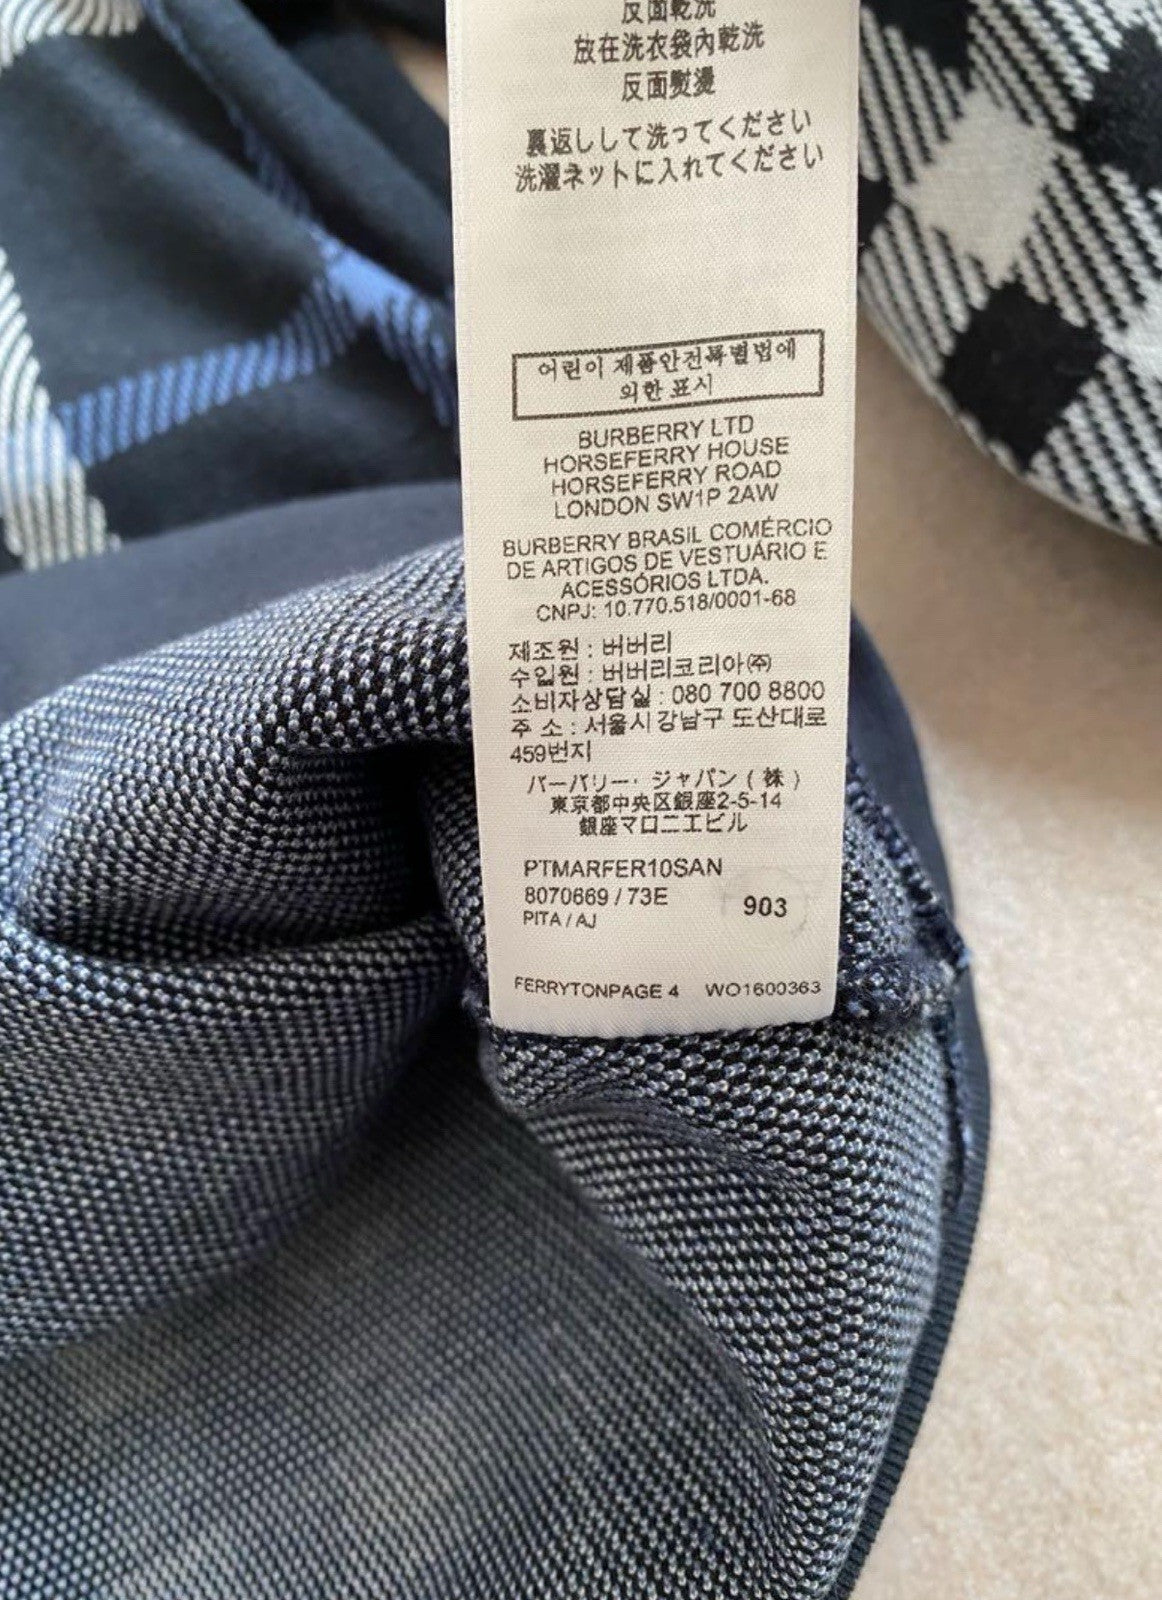 反面乾洗
放在洗衣袋內乾洗
反面熨燙
裏返しして洗ってください
洗濯ネットに入れてください
어린이 제품안전특별법에
의한 표시
BURBERRY LTD
HORSEFERRY HOUSE
HORSEFERRY ROAD
LONDON SW1P 2AW
BURBERRY BRASIL COMÉRCIO
DE ARTIGOS DE VESTUÁRIO E
ACESSÓRIOS LTDA.
CNPJ: 10.770.518/0001-68
제조원 : 버버리
수입원 : 버버리코리아㈜
소비자상담실 : 080 700 8800
주 소 : 서울시 강남구 도산대로
459번지
バーバリー・ジャパン ( 株 )
東京都中央区銀座2-5-14
銀座マロニエビル
PTMARFER10SAN
8070669 / 73E 903
PITA / AJ
FERRYTONPAGE 4 WO1600363